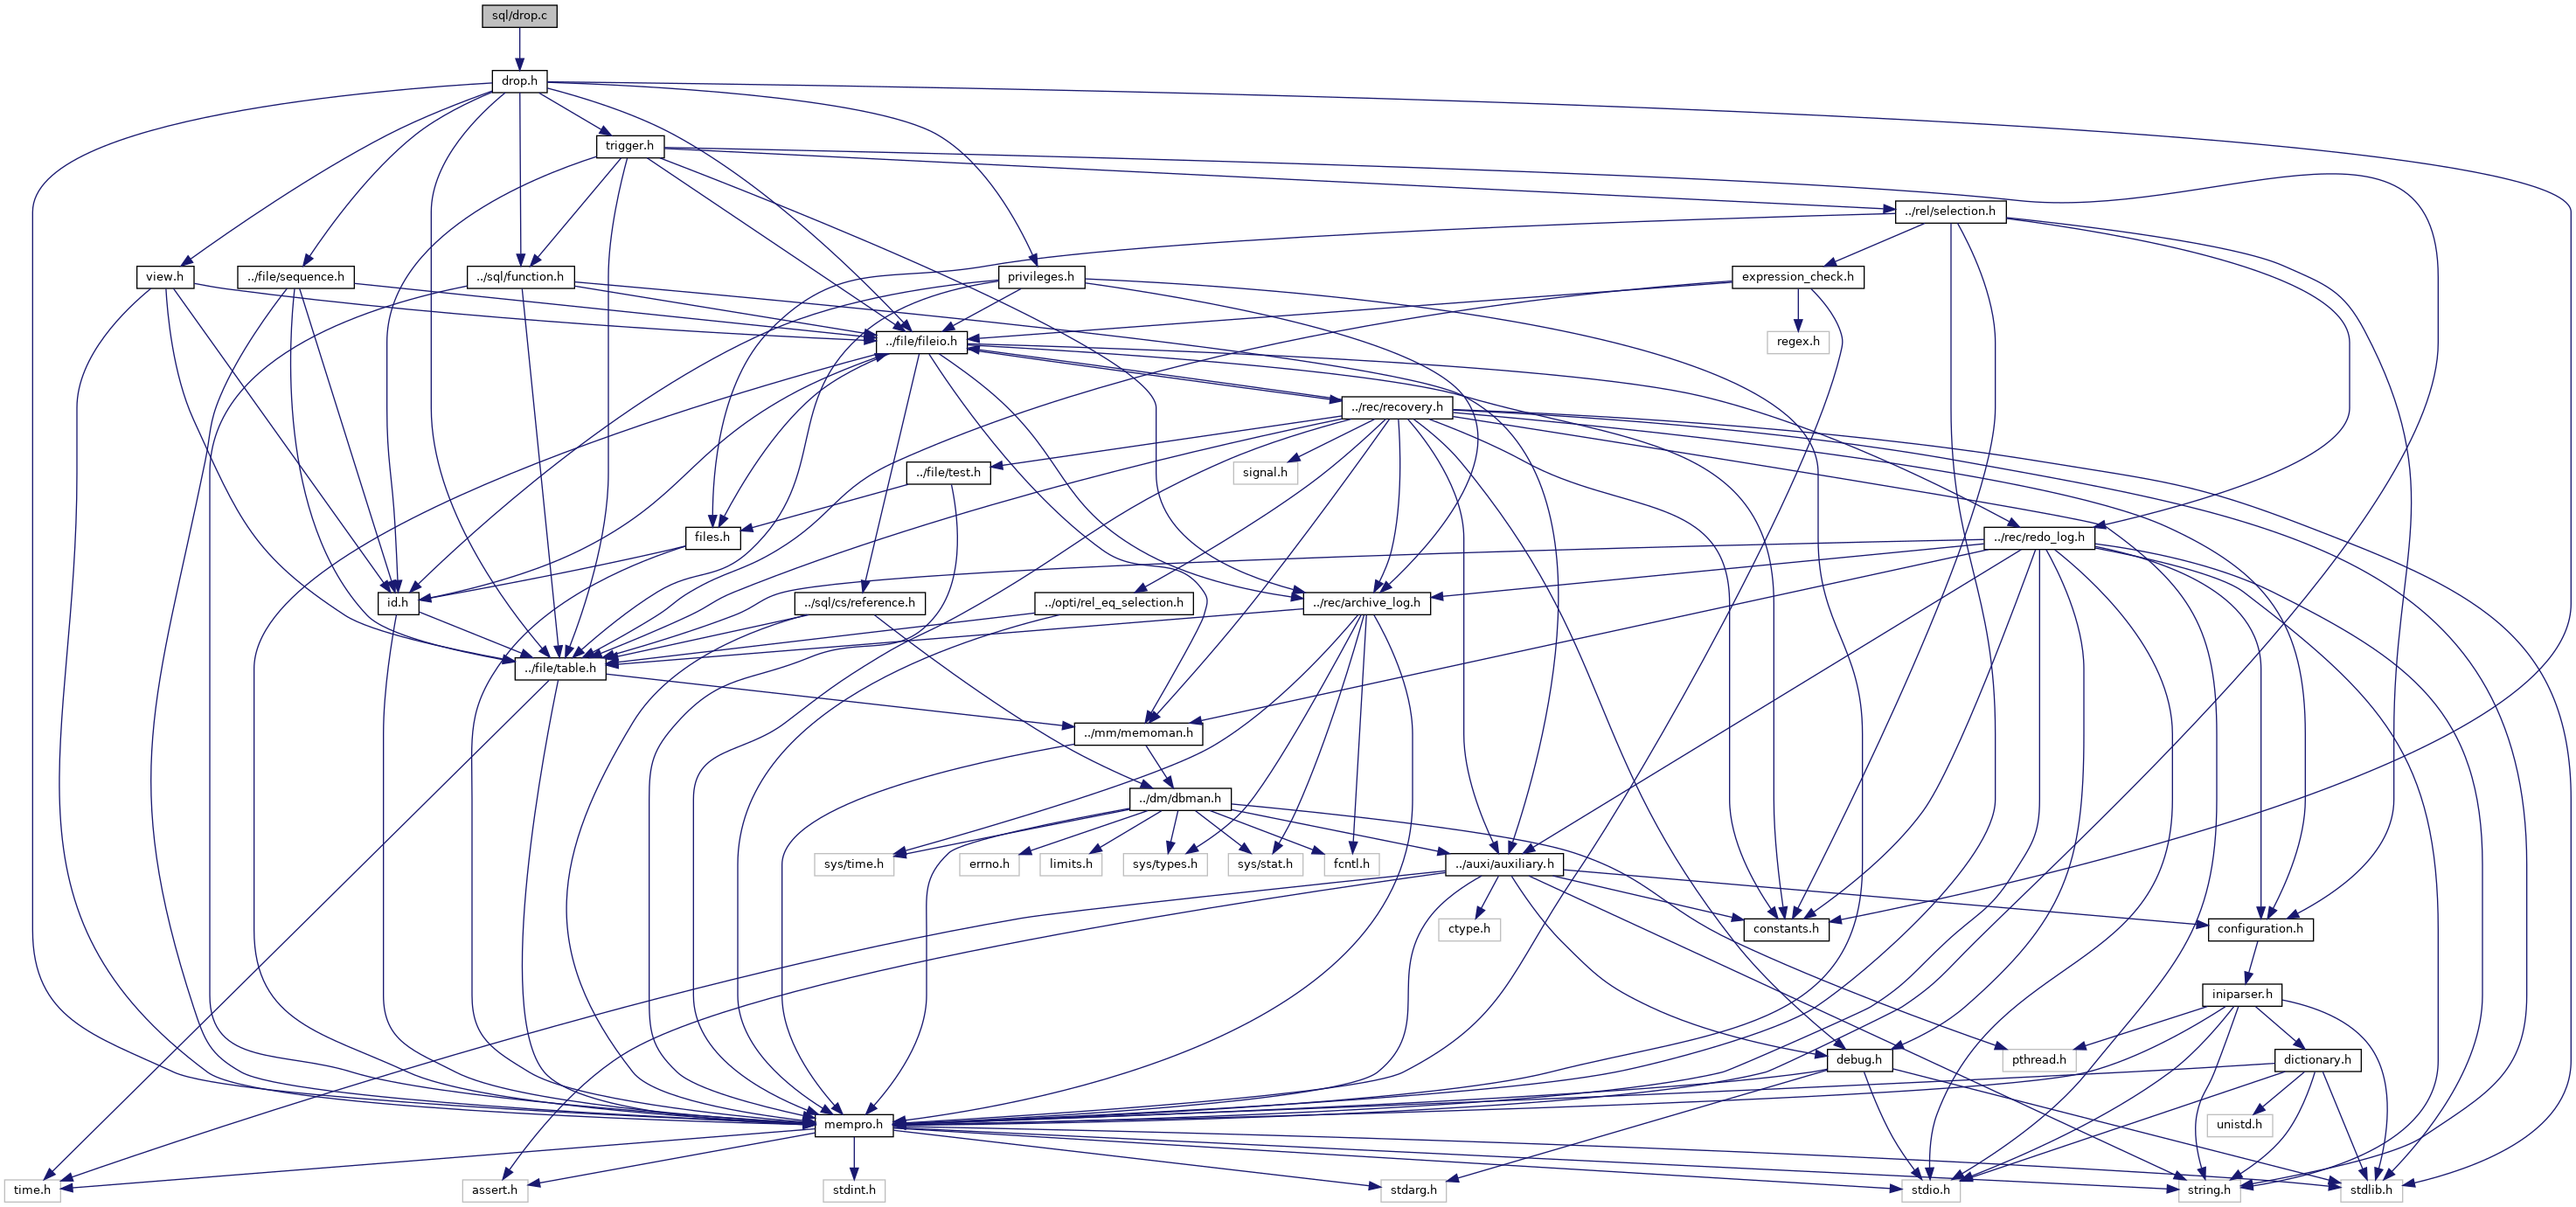 sql/drop.c
drop.h
trigger.h
../rel/selection.h
view.h
../file/sequence.h
../sql/function.h
privileges.h
expression_check.h
../file/fileio.h
regex.h
../rec/recovery.h
../file/test.h
signal.h
files.h
../rec/redo_log.h
id.h
../sql/cs/reference.h
../opti/rel_eq_selection.h
../rec/archive_log.h
../file/table.h
../mm/memoman.h
../dm/dbman.h
sys/time.h
errno.h
limits.h
sys/types.h
sys/stat.h
fcntl.h
../auxi/auxiliary.h
ctype.h
constants.h
configuration.h
iniparser.h
debug.h
pthread.h
dictionary.h
mempro.h
unistd.h
time.h
assert.h
stdint.h
stdarg.h
stdio.h
string.h
stdlib.h